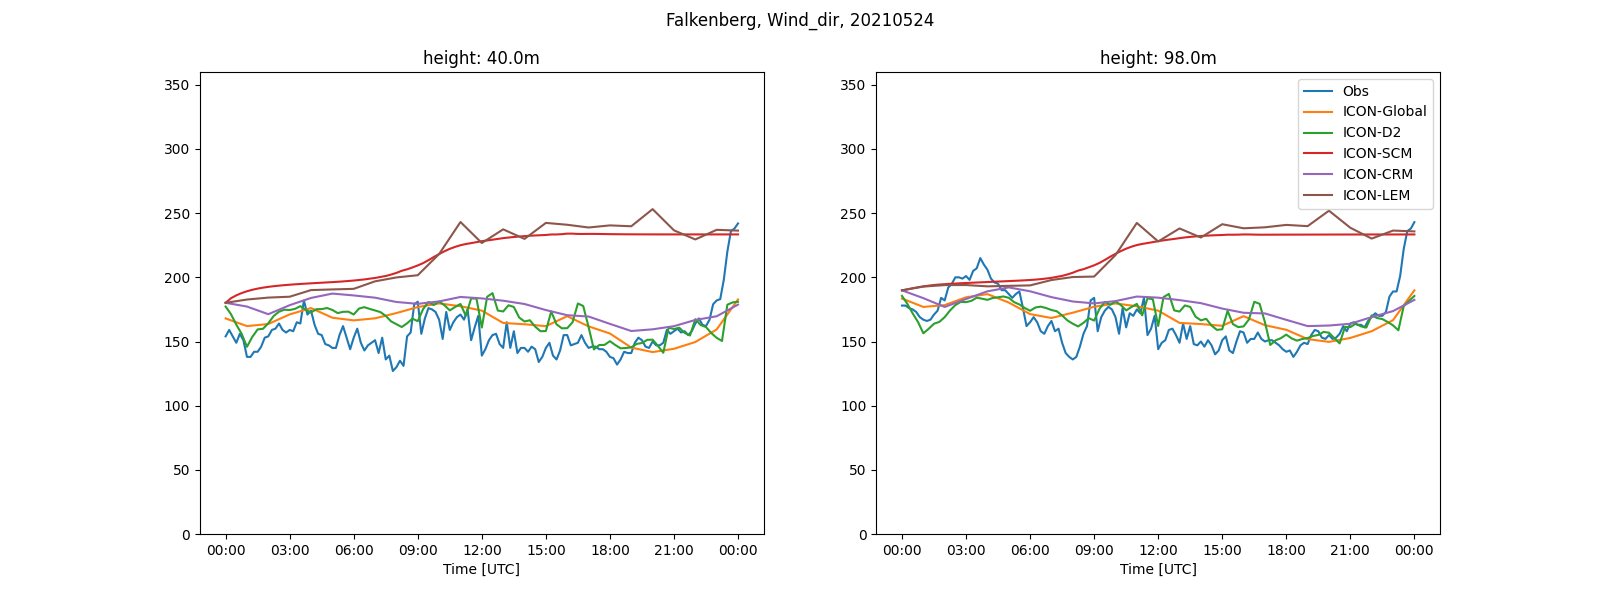 Falkenberg, Wind_dir, 20210524
height: 40.0m
350
300
250
200
150
100
50
0
00:00 03:00 06:00 09:00 12:00 15:00 18:00 21:00 00:00
Time [UTC]
height: 98.0m
350
300
250
200
150
100
50
0
00:00 03:00 06:00 09:00 12:00 15:00 18:00 21:00 00:00
Time [UTC]
Obs
ICON-Global
ICON-D2
ICON-SCM
ICON-CRM
ICON-LEM